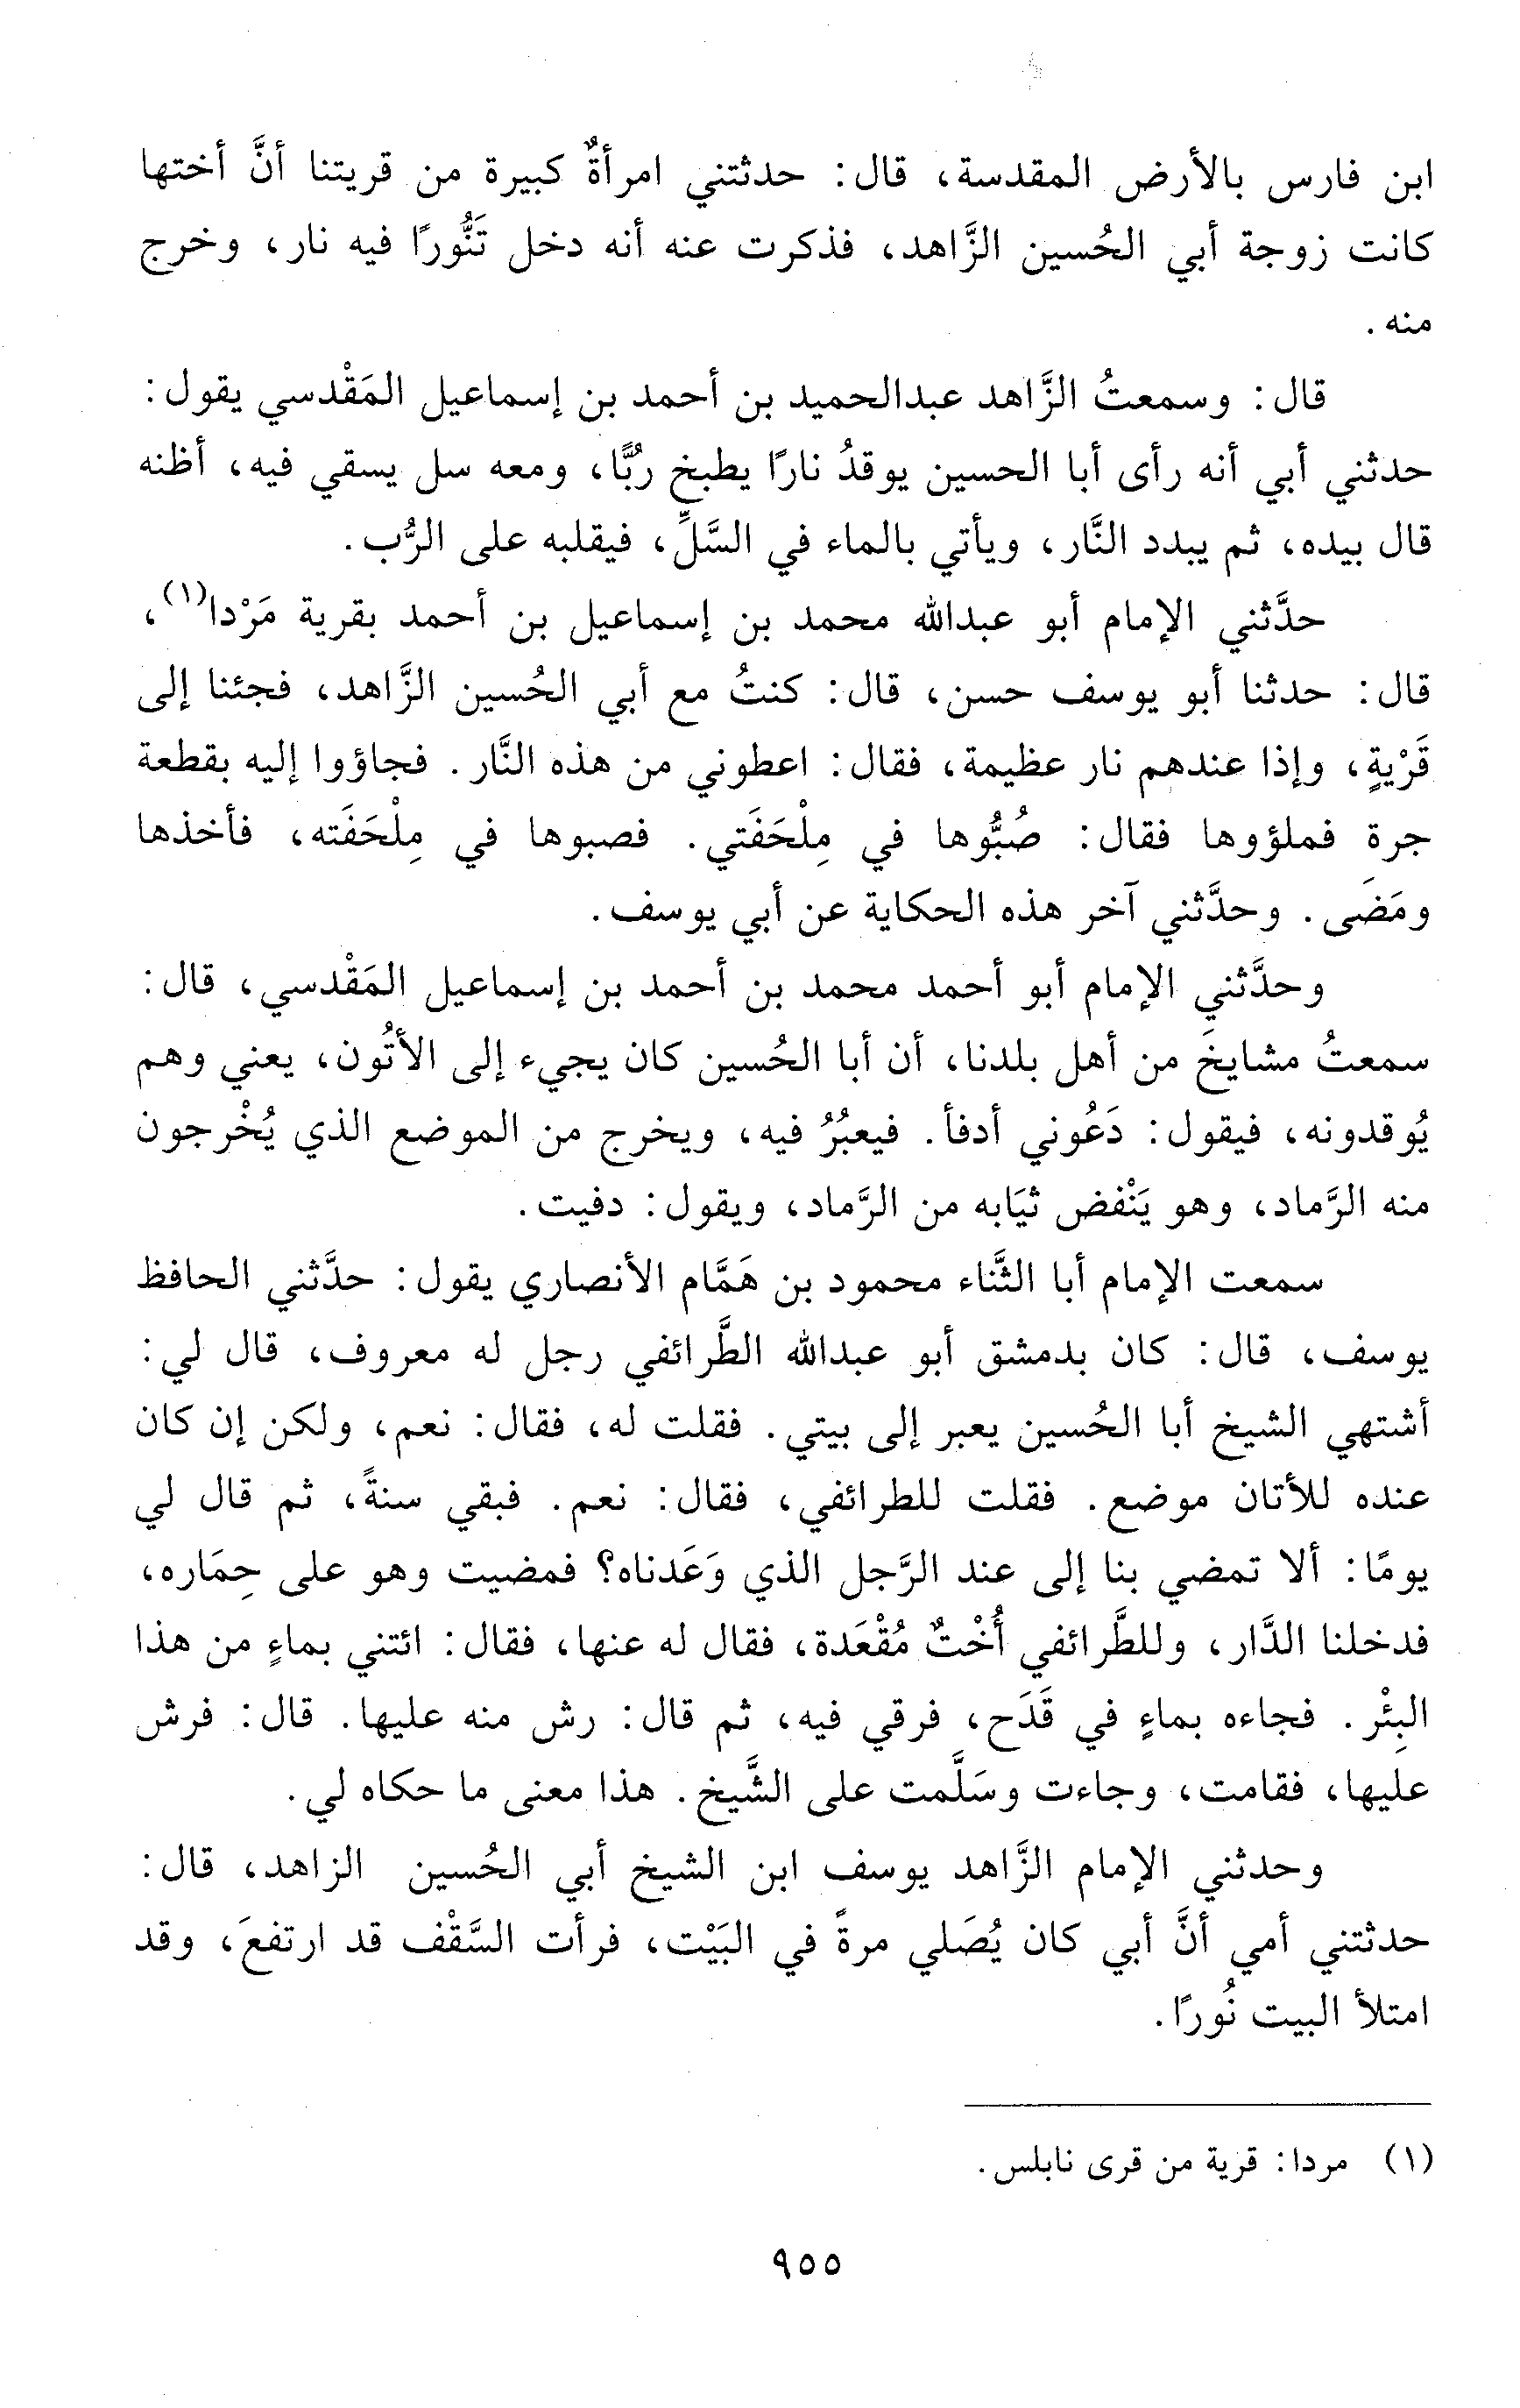 ابن فارس بالأرض المقدسة، قال: حدثتني امرأةٌ كبيرة من قريتنا أنَّ أختها
كانت زوجة أبي الحُسين الزَّاهد، فذكرت عنه أنه دخل تَنُّورًا فيه نار، وخرج
منه.
قال: وسمعتُ الزَّاهد عبدالحميد بن أحمد بن إسماعيل المَقْدسي يقول:
حدثني أبي أنه رأى أبا الحسين يوقدُ نارًا يطبخ رُبًّا، ومعه سل يسقي فيه، أظنه
قال بيده، ثم يبدد النَّار، ويأتي بالماء في السَّلِّ، فيقلبه على الرُّب.
حدَّثني الإمام أبو عبدالله محمد بن إسماعيل بن أحمد بقرية مَرْدا(١)،
قال: حدثنا أبو يوسف حسن، قال: كنتُ مع أبي الحُسين الزَّاهد، فجئنا إلى
قَرْيةٍ، وإذا عندهم نار عظيمة، فقال: اعطوني من هذه النَّار. فجاؤوا إليه بقطعة
جرة فملؤوها فقال: صُبُّوها في مِلْحَفَتي. فصبوها في مِلْحَفَته، فأخذها
ومَضَى. وحدَّثني آخر هذه الحكاية عن أبي يوسف.
وحدَّثني الإمام أبو أحمد محمد بن أحمد بن إسماعيل المَقْدسي، قال:
سمعتُ مشايخَ من أهل بلدنا، أن أبا الحُسين كان يجيء إلى الأتُون، يعني وهم
يُوقدونه، فيقول: دَعُوني أدفأ. فيعبُرُ فيه، ويخرج من الموضع الذي يُخْرجون
منه الرَّماد، وهو يَنْفض ثيَابه من الرَّماد، ويقول: دفيت.
سمعت الإمام أبا الثَّناء محمود بن هَمَّام الأنصاري يقول: حدَّثني الحافظ
يوسف، قال: كان بدمشق أبو عبدالله الطَّرائفي رجل له معروف، قال لي:
أشتهي الشيخ أبا الحُسين يعبر إلى بيتي. فقلت له، فقال: نعم، ولكن إن كان
عنده للأتان موضع. فقلت للطرائفي، فقال: نعم. فبقي سنةً، ثم قال لي
يومًا: ألا تمضي بنا إلى عند الرَّجل الذي وَعَدناه؟ فمضيت وهو على حِمَاره،
فدخلنا الدَّار، وللطَّرائفي أُخْتٌ مُقْعَدة، فقال له عنها، فقال: ائتني بماءٍ من هذا
البِئْر. فجاءه بماءٍ في قَدَح، فرقي فيه، ثم قال: رش منه عليها. قال: فرش
عليها، فقامت، وجاءت وسَلَّمت على الشَّيخ. هذا معنى ما حكاه لي.
وحدثني الإمام الزَّاهد يوسف ابن الشيخ أبي الحُسين الزاهد، قال:
حدثتني أمي أنَّ أبي كان يُصَلي مرةً في البَيْت، فرأت السَّقْف قد ارتفعَ، وقد
امتلأ البيت نُورًا.
(١) مردا: قرية من قرى نابلس.
٩٥٥